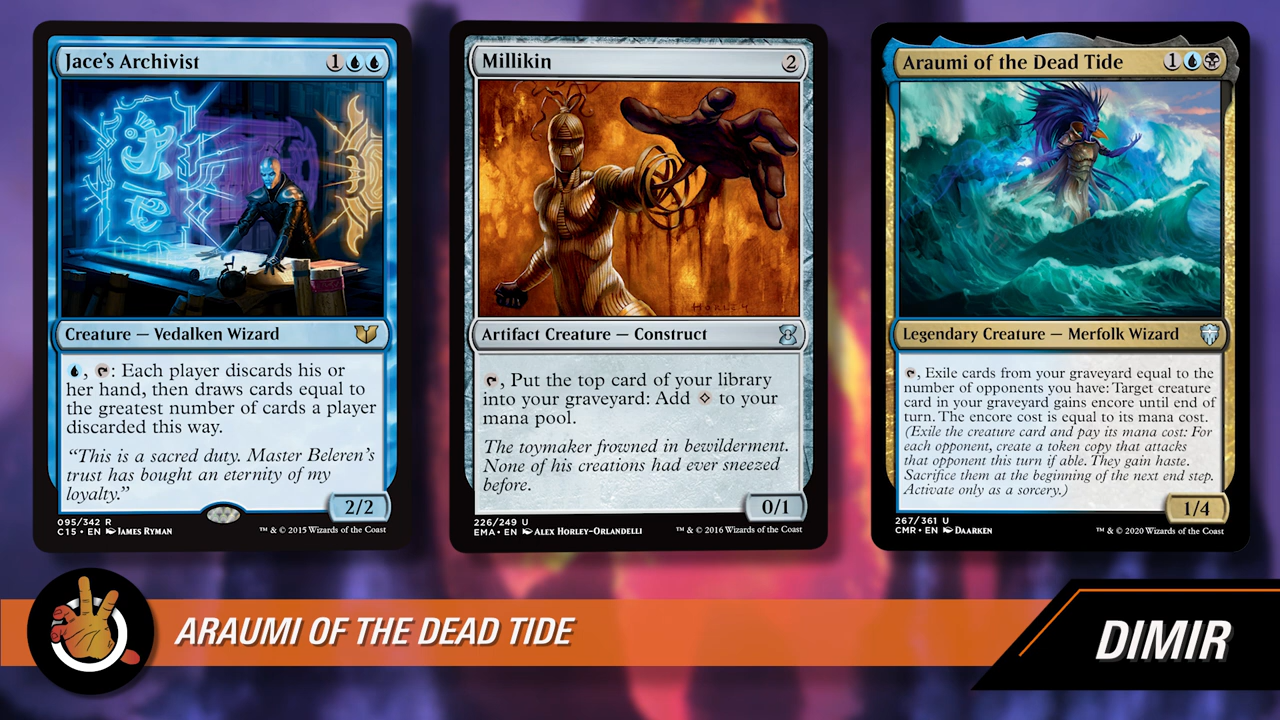 Jace's Archivist 1
Creature — Vedalken Wizard
, : Each player discards his or
her hand, then draws cards equal to
the greatest number of cards a player
discarded this way.
“This is a sacred duty. Master Beleren’s
trust has bought an eternity of my
loyalty.”
2/2
095/342 R
C15 • EN JAMES RYMAN
™ & © 2015 Wizards of the Coast
Millikin 2
HORLEY
Artifact Creature — Construct
, Put the top card of your library
into your graveyard: Add to your
mana pool.
The toymaker frowned in bewilderment.
None of his creations had ever sneezed
before.
0/1
226/249 U
EMA • EN ALEX HORLEY-ORLANDELLI
™ & © 2016 Wizards of the Coast
Araumi of the Dead Tide 1
Legendary Creature — Merfolk Wizard
, Exile cards from your graveyard equal to the
number of opponents you have: Target creature
card in your graveyard gains encore until end of
turn. The encore cost is equal to its mana cost.
(Exile the creature card and pay its mana cost: For
each opponent, create a token copy that attacks
that opponent this turn if able. They gain haste.
Sacrifice them at the beginning of the next end step.
Activate only as a sorcery.)
1/4
267/361 U
CMR • EN DAARKEN
™ & © 2020 Wizards of the Coast
ARAUMI OF THE DEAD TIDE
DIMIR